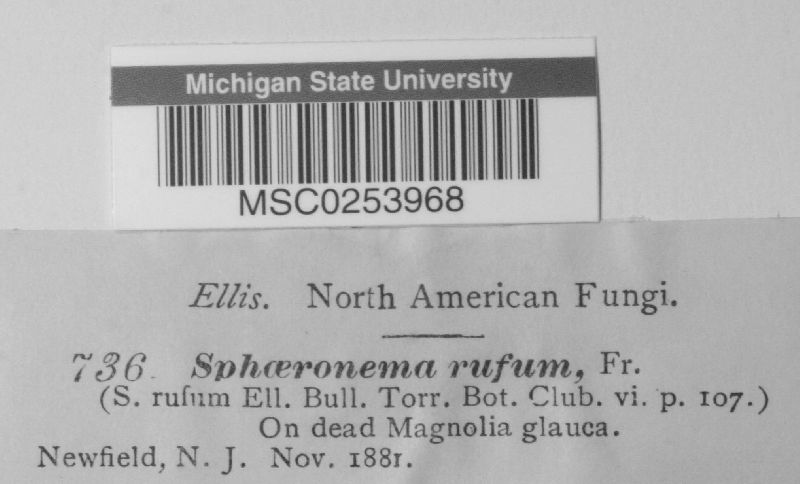 Michigan State University
MSC0253968
Ellis. North American Fungi.
736. Sphæronema rufum, Fr.
(S. rufum Ell. Bull. Torr. Bot. Club. vi. p. 107.)
On dead Magnolia glauca.
Newfield, N. J. Nov. 1881.